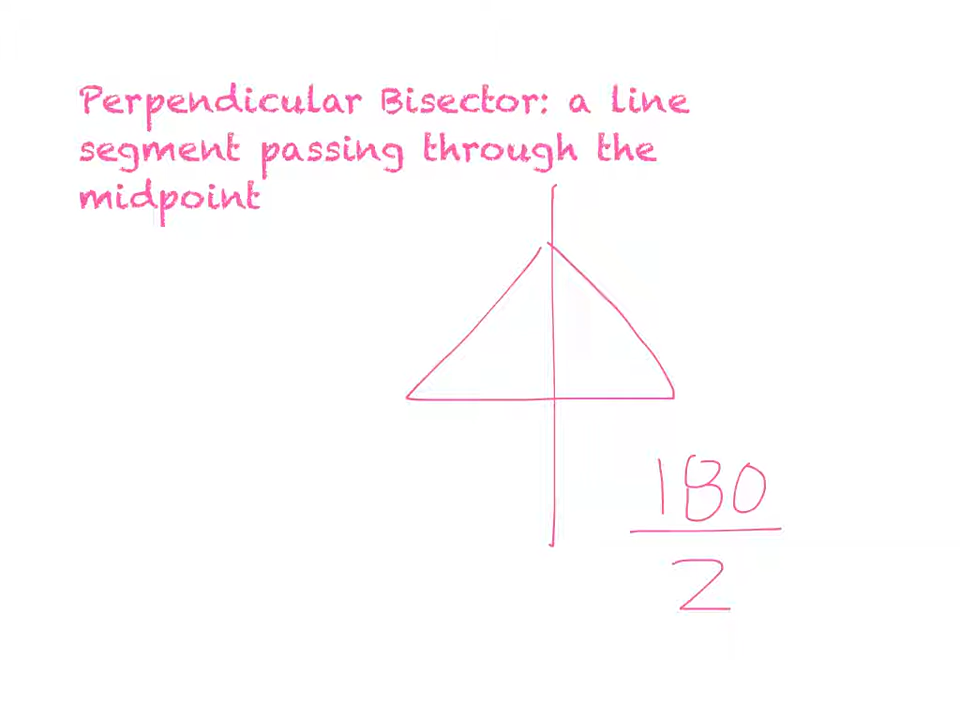 Perpendicular Bisector: a line
segment passing through the
midpoint
180
2